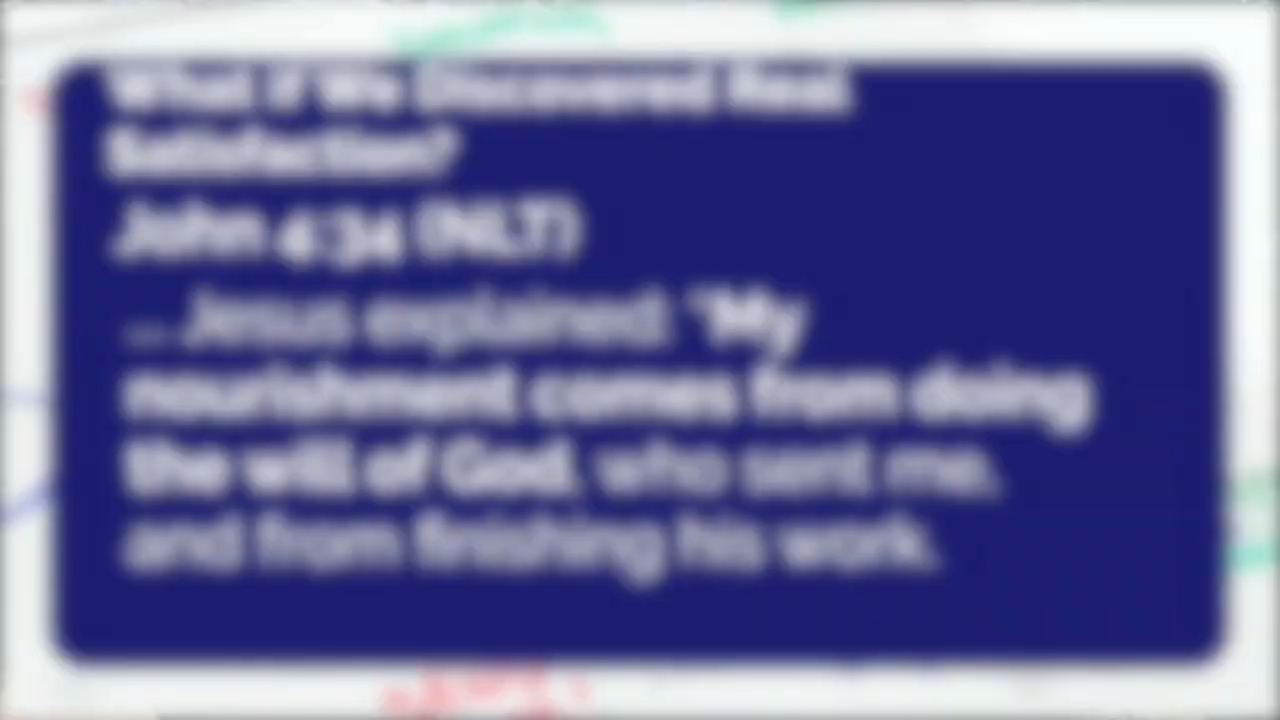 What if We Discovered Real
Satisfaction?
John 4:34 (NLT)
... Jesus explained: "My
nourishment comes from doing
the will of God, who sent me,
and from finishing his work.